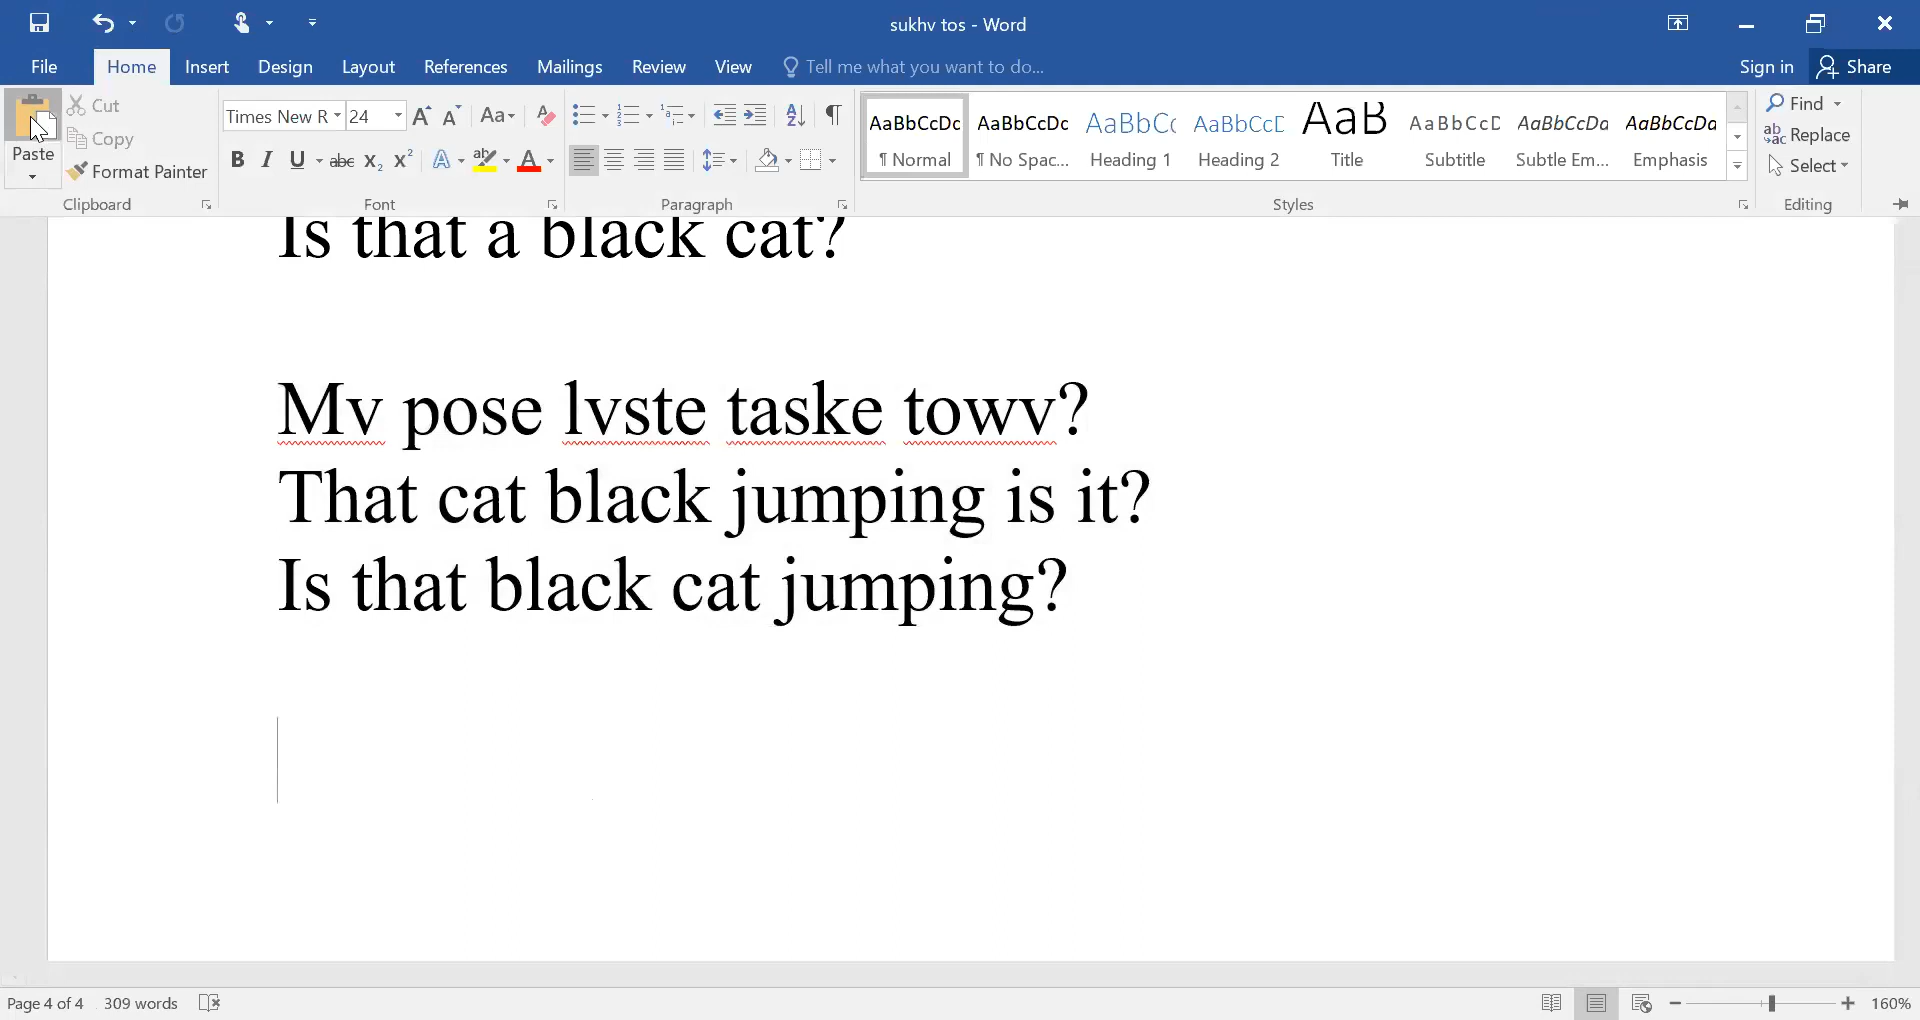 sukhv tos - Word
File Home Insert Design Layout References Mailings Review View Tell me what you want to do... Sign in Share
Paste
Cut
Copy
Format Painter
Clipboard
Times New R 24
Font
Paragraph
AaBbCcDc AaBbCcDc AaBbCc AaBbCcD AaB AaBbCcD AaBbCcDa AaBbCcDa
¶ Normal ¶ No Spac... Heading 1 Heading 2 Title Subtitle Subtle Em... Emphasis
Styles
Find
Replace
Select
Editing
Is that a black cat?
Mv pose lvste taske towv?
That cat black jumping is it?
Is that black cat jumping?
Page 4 of 4 309 words 160%